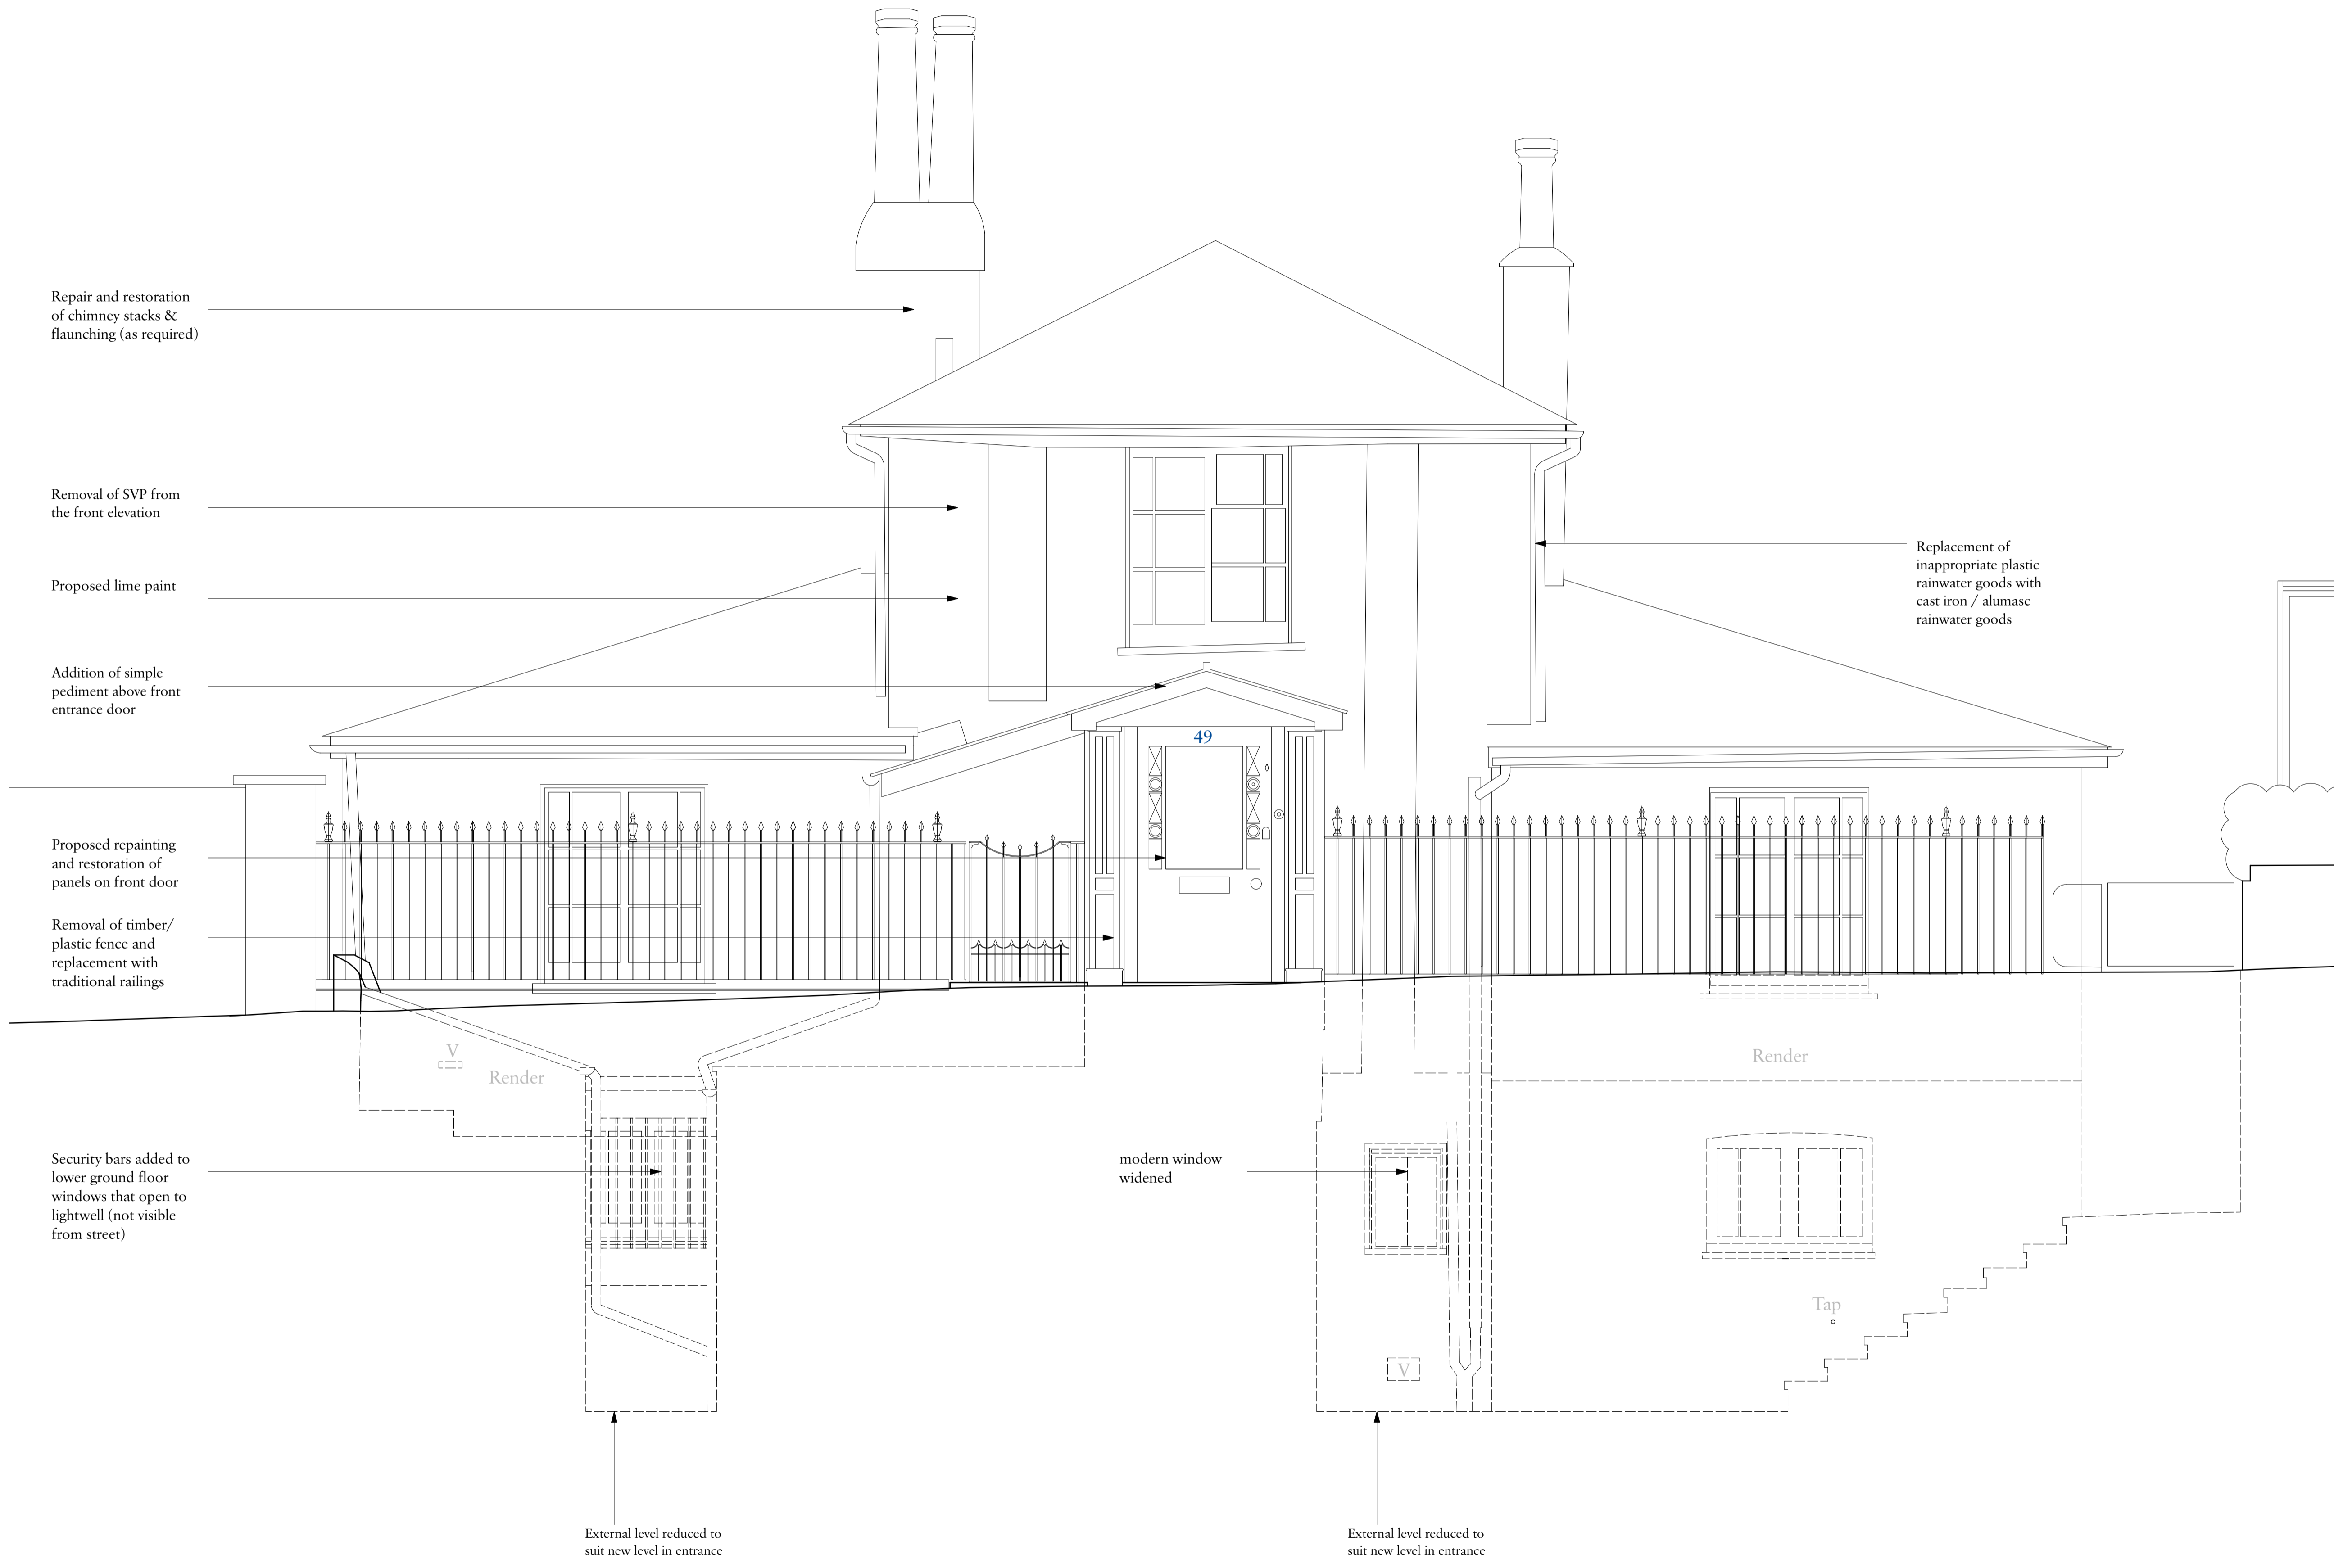 Repair and restoration
of chimney stacks &
flaunching (as required)
Removal of SVP from
the front elevation
Proposed lime paint
Addition of simple
pediment above front
entrance door
Proposed repainting
and restoration of
panels on front door
Removal of timber/
plastic fence and
replacement with
traditional railings
Security bars added to
lower ground floor
windows that open to
lightwell (not visible
from street)
Replacement of
inappropriate plastic
rainwater goods with
cast iron / alumasc
rainwater goods
49
V
Render
Render
modern window
widened
Tap
V
External level reduced to
suit new level in entrance
External level reduced to
suit new level in entrance